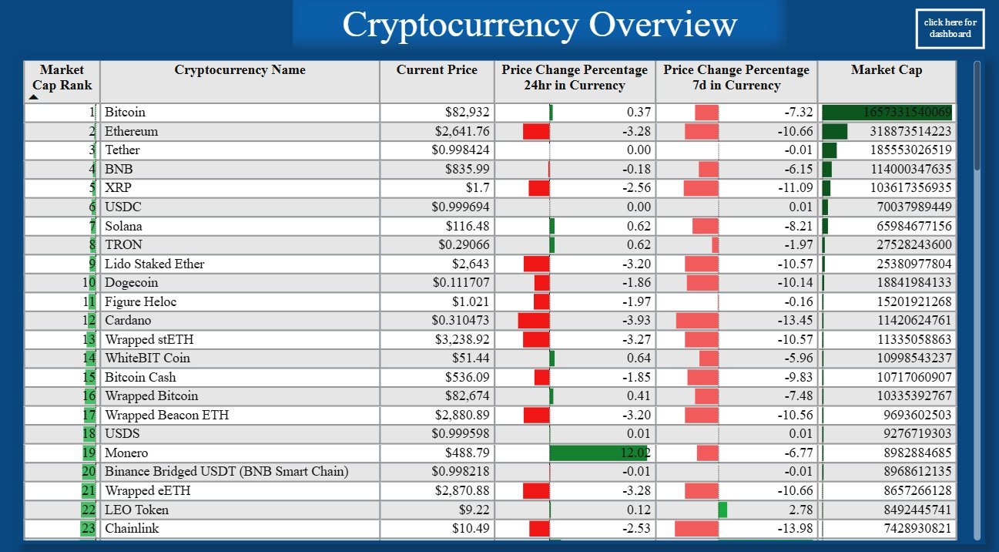 Cryptocurrency Overview
click here for
dashboard
Market Cap Rank Cryptocurrency Name Current Price Price Change Percentage 24hr in Currency Price Change Percentage 7d in Currency Market Cap
1 Bitcoin $82,932 0.37 -7.32 1657331540069
2 Ethereum $2,641.76 -3.28 -10.66 318873514223
3 Tether $0.998424 0.00 -0.01 185553026519
4 BNB $835.99 -0.18 -6.15 114000347635
5 XRP $1.7 -2.56 -11.09 103617356935
6 USDC $0.999694 0.00 0.01 70037989449
7 Solana $116.48 0.62 -8.21 65984677156
8 TRON $0.29066 0.62 -1.97 27528243600
9 Lido Staked Ether $2,643 -3.20 -10.57 25380977804
10 Dogecoin $0.111707 -1.86 -10.14 18841984133
11 Figure Heloc $1.021 -1.97 -0.16 15201921268
12 Cardano $0.310473 -3.93 -13.45 11420624761
13 Wrapped stETH $3,238.92 -3.27 -10.57 11335058863
14 WhiteBIT Coin $51.44 0.64 -5.96 10998543237
15 Bitcoin Cash $536.09 -1.85 -9.83 10717060907
16 Wrapped Bitcoin $82,674 0.41 -7.48 10335392767
17 Wrapped Beacon ETH $2,880.89 -3.20 -10.56 9693602503
18 USDS $0.999598 0.01 0.01 9276719303
19 Monero $488.79 12.02 -6.77 8982884685
20 Binance Bridged USDT (BNB Smart Chain) $0.998218 -0.01 -0.01 8968612135
21 Wrapped eETH $2,870.88 -3.28 -10.66 8657266128
22 LEO Token $9.22 0.12 2.78 8492445741
23 Chainlink $10.49 -2.53 -13.98 7428930821